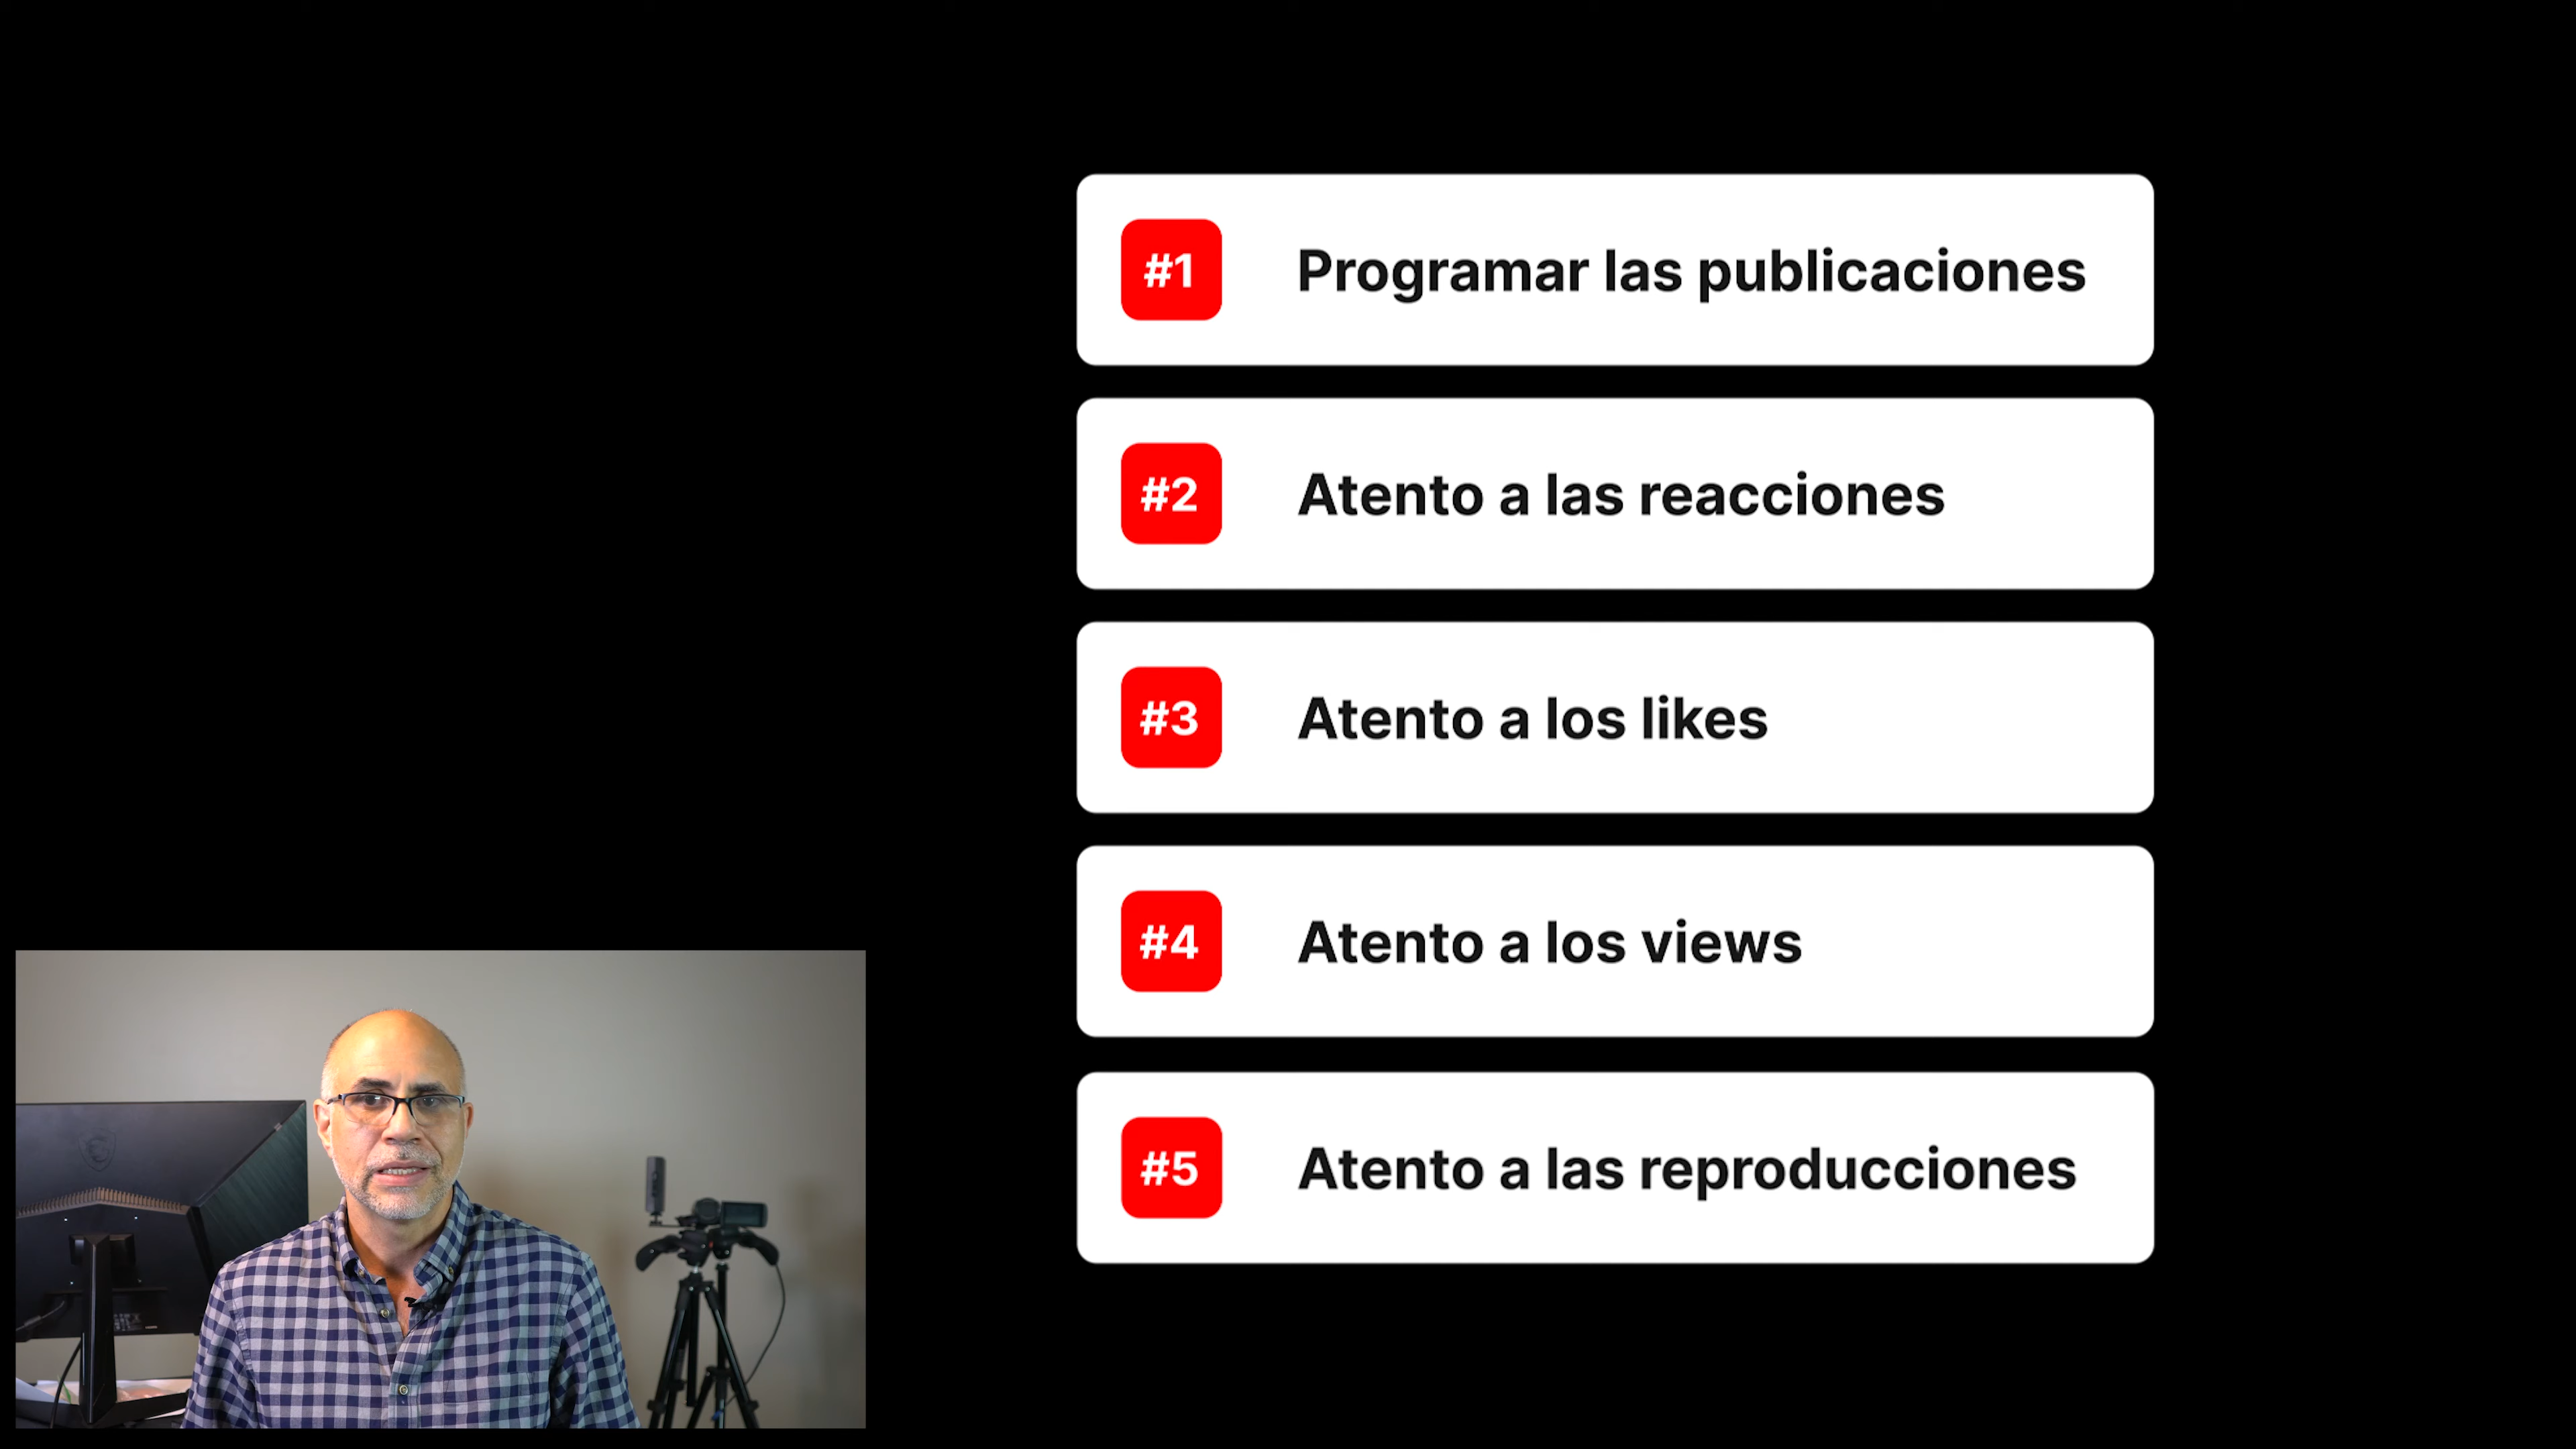 #1 Programar las publicaciones
#2 Atento a las reacciones
#3 Atento a los likes
#4 Atento a los views
#5 Atento a las reproducciones